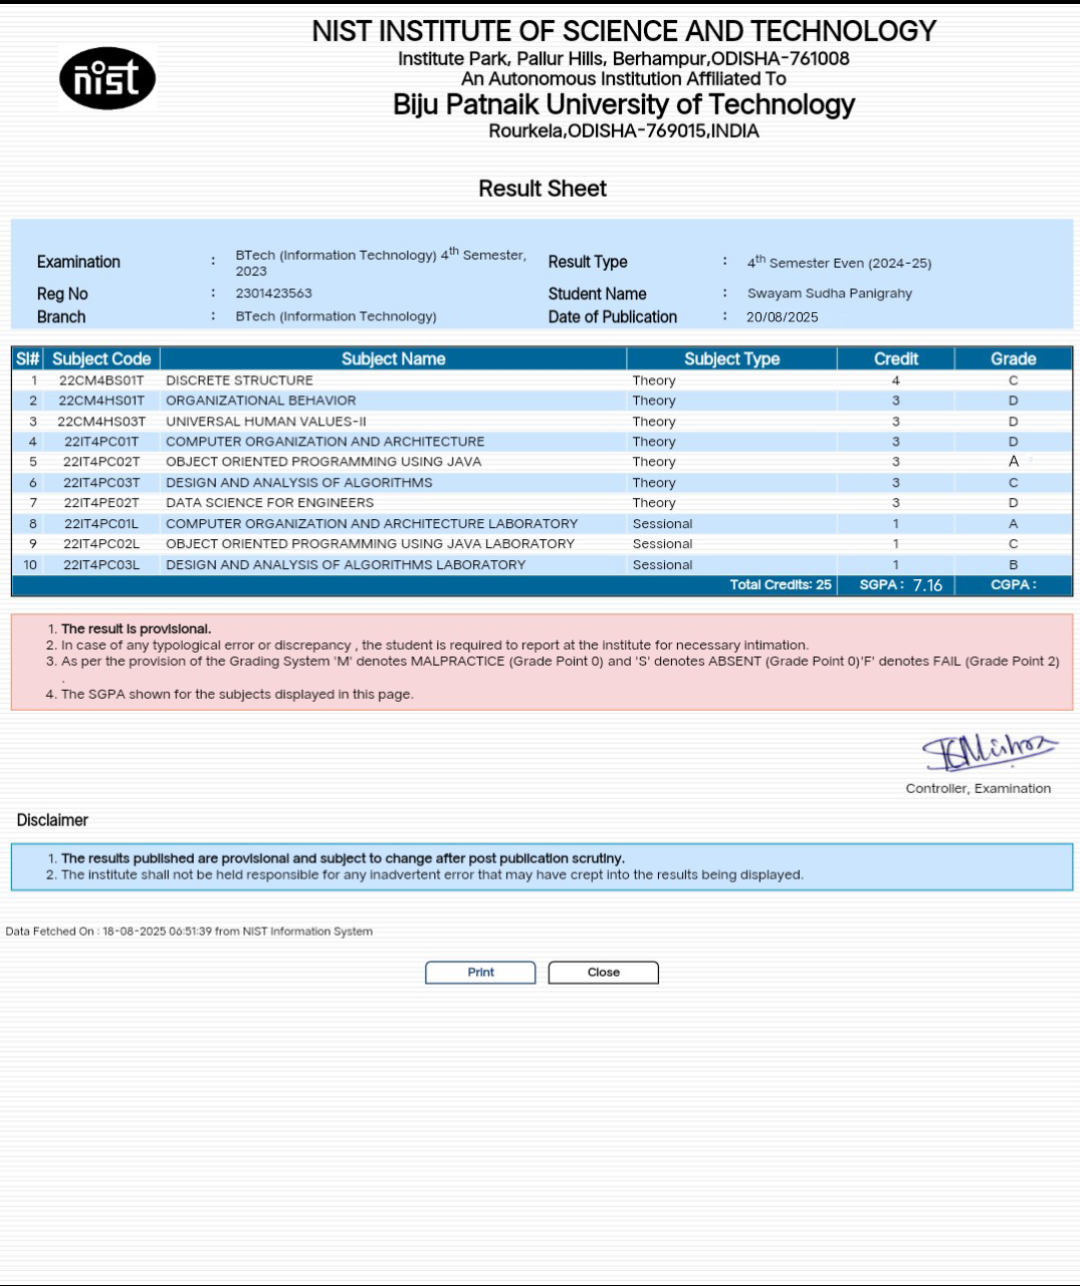 nist
NIST INSTITUTE OF SCIENCE AND TECHNOLOGY
Institute Park, Pallur Hills, Berhampur,ODISHA-761008
An Autonomous Institution Affiliated To
Biju Patnaik University of Technology
Rourkela,ODISHA-769015,INDIA
Result Sheet
Examination : BTech (Information Technology) 4th Semester, 2023 Result Type : 4th Semester Even (2024-25)
Reg No : 2301423563 Student Name : Swayam Sudha Panigrahy
Branch : BTech (Information Technology) Date of Publication : 20/08/2025
Sl# Subject Code Subject Name Subject Type Credit Grade
1 22CM4BS01T DISCRETE STRUCTURE Theory 4 C
2 22CM4HS01T ORGANIZATIONAL BEHAVIOR Theory 3 D
3 22CM4HS03T UNIVERSAL HUMAN VALUES-II Theory 3 D
4 22IT4PC01T COMPUTER ORGANIZATION AND ARCHITECTURE Theory 3 D
5 22IT4PC02T OBJECT ORIENTED PROGRAMMING USING JAVA Theory 3 A
6 22IT4PC03T DESIGN AND ANALYSIS OF ALGORITHMS Theory 3 C
7 22IT4PE02T DATA SCIENCE FOR ENGINEERS Theory 3 D
8 22IT4PC01L COMPUTER ORGANIZATION AND ARCHITECTURE LABORATORY Sessional 1 A
9 22IT4PC02L OBJECT ORIENTED PROGRAMMING USING JAVA LABORATORY Sessional 1 C
10 22IT4PC03L DESIGN AND ANALYSIS OF ALGORITHMS LABORATORY Sessional 1 B
Total Credits: 25 SGPA : 7.16 CGPA :
1. The result is provisional.
2. In case of any typological error or discrepancy , the student is required to report at the institute for necessary intimation.
3. As per the provision of the Grading System 'M' denotes MALPRACTICE (Grade Point 0) and 'S' denotes ABSENT (Grade Point 0)'F' denotes FAIL (Grade Point 2)
.
4. The SGPA shown for the subjects displayed in this page.
Controller, Examination
Disclaimer
1. The results published are provisional and subject to change after post publication scrutiny.
2. The institute shall not be held responsible for any inadvertent error that may have crept into the results being displayed.
Data Fetched On : 18-08-2025 06:51:39 from NIST Information System
Print Close